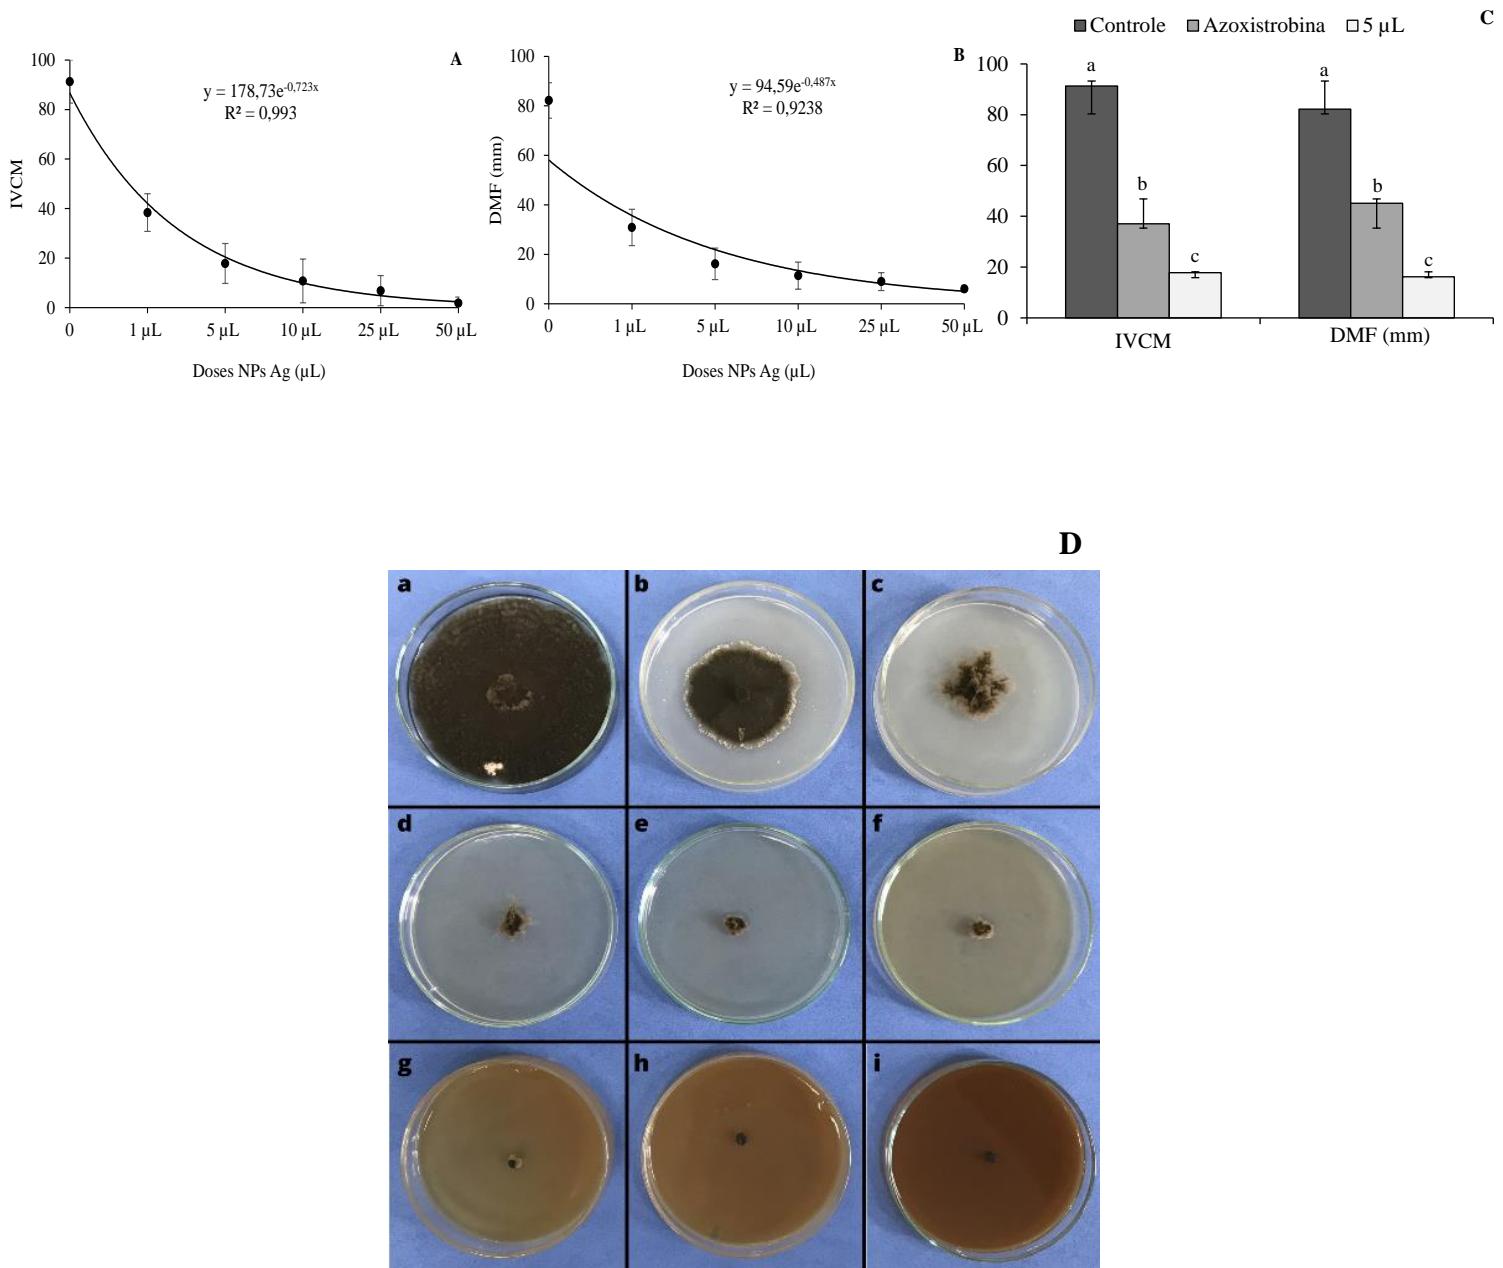 A
100
80
60
40
20
0
IVCM
y = 178,73e-0,723x
R² = 0,993
0 1 µL 5 µL 10 µL 25 µL 50 µL
Doses NPs Ag (µL)
B
100
80
60
40
20
0
DMF (mm)
y = 94,59e-0,487x
R² = 0,9238
0 1 µL 5 µL 10 µL 25 µL 50 µL
Doses NPs Ag (µL)
C
Controle Azoxistrobina 5 µL
100
80
60
40
20
0
a
b
c
a
b
c
IVCM DMF (mm)
D
a b c
d e f
g h i